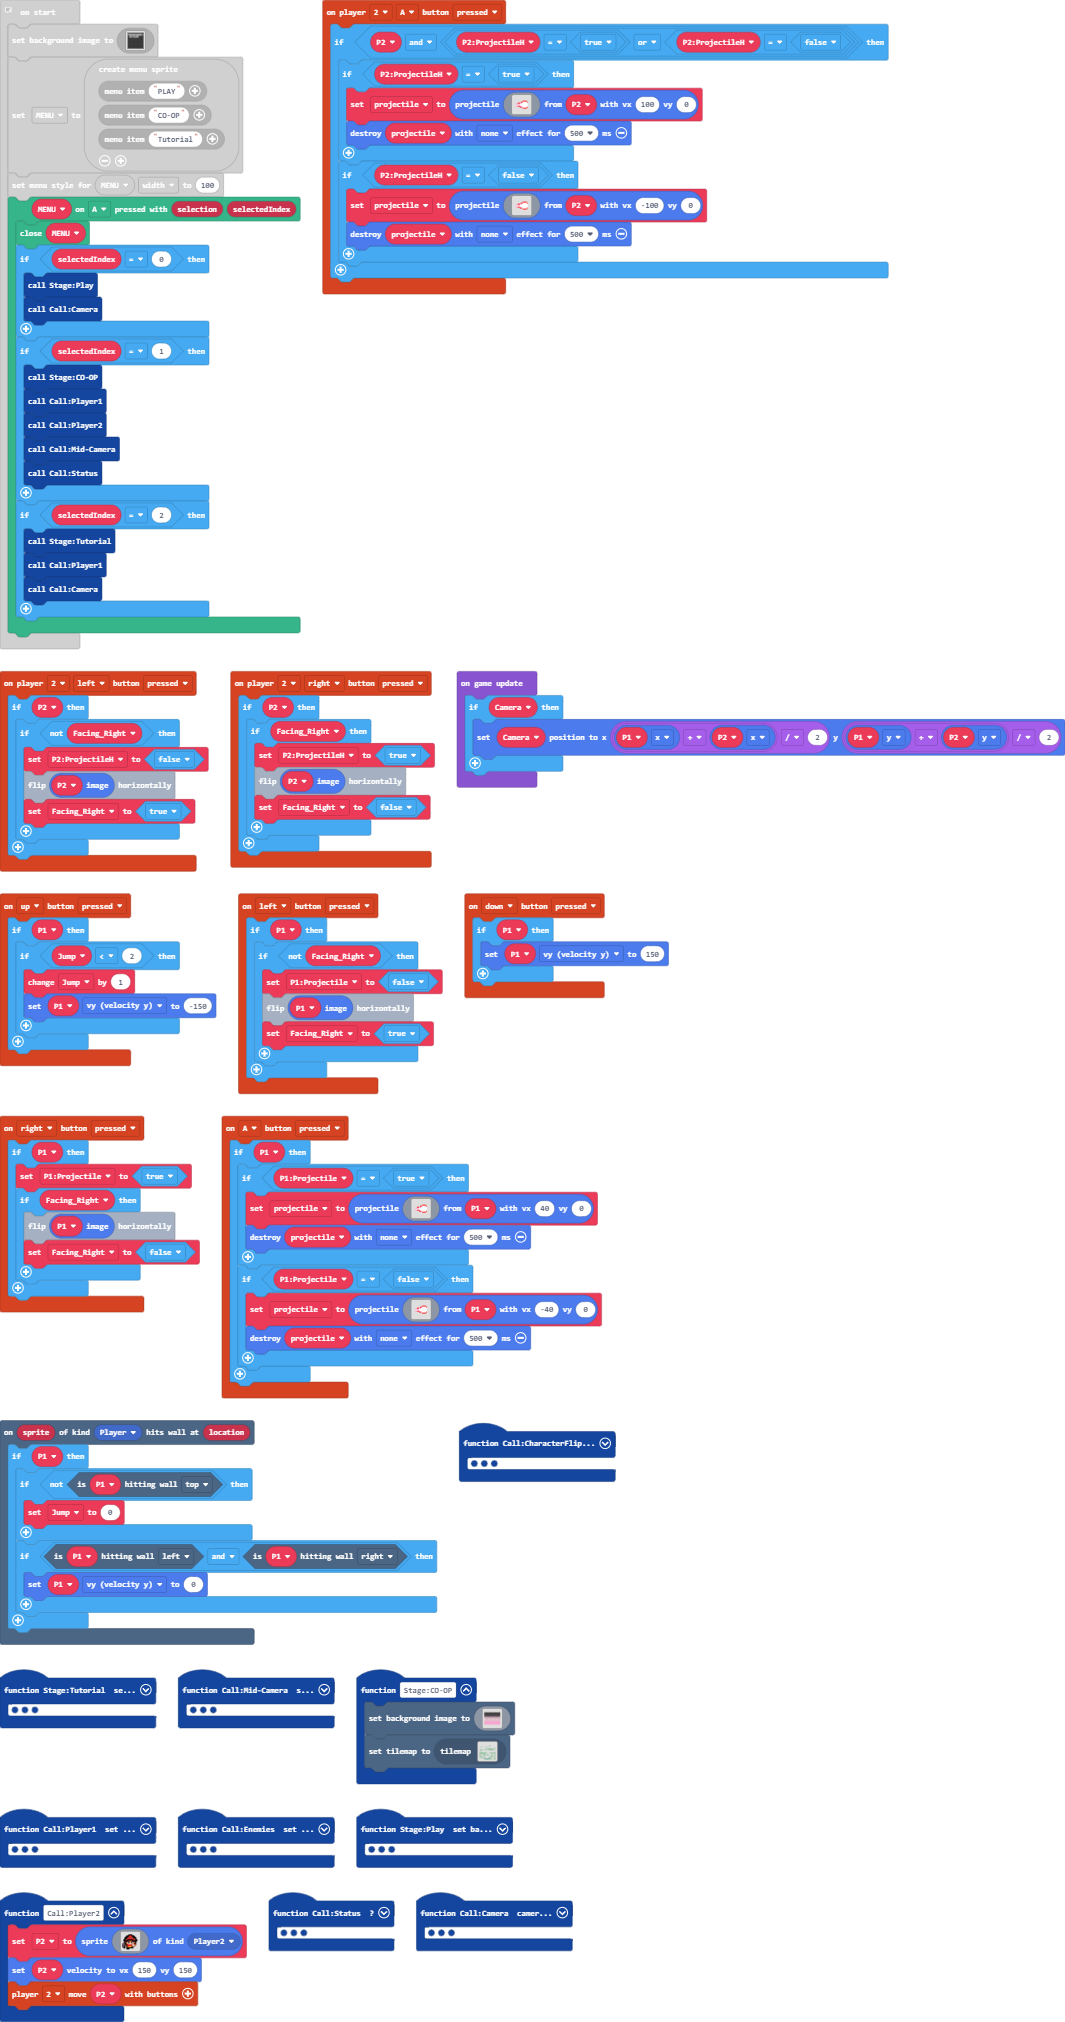 on start
set background image to
set MENU to
create menu sprite
menu item "PLAY"
menu item "CO-OP"
menu item "Tutorial"
set menu style for MENU width to 100
MENU on A pressed with selection selectedIndex
close MENU
if selectedIndex = 0 then
call Stage:Play
call Call:Camera
if selectedIndex = 1 then
call Stage:CO-OP
call Call:Player1
call Call:Player2
call Call:Mid-Camera
call Call:Status
if selectedIndex = 2 then
call Stage:Tutorial
call Call:Player1
call Call:Camera
on player 2 A button pressed
if P2 and P2:ProjectileH = true or P2:ProjectileH = false then
if P2:ProjectileH = true then
set projectile to projectile from P2 with vx 100 vy 0
destroy projectile with none effect for 500 ms
if P2:ProjectileH = false then
set projectile to projectile from P2 with vx -100 vy 0
destroy projectile with none effect for 500 ms
on player 2 left button pressed
if P2 then
if not Facing_Right then
set P2:ProjectileH to false
flip P2 image horizontally
set Facing_Right to true
on player 2 right button pressed
if P2 then
if Facing_Right then
set P2:ProjectileH to true
flip P2 image horizontally
set Facing_Right to false
on game update
if Camera then
set Camera position to x P1 x + P2 x / 2 y P1 y + P2 y / 2
on up button pressed
if P1 then
if Jump < 2 then
change Jump by 1
set P1 vy (velocity y) to -150
on left button pressed
if P1 then
if not Facing_Right then
set P1:Projectile to false
flip P1 image horizontally
set Facing_Right to true
on down button pressed
if P1 then
set P1 vy (velocity y) to 150
on right button pressed
if P1 then
set P1:Projectile to true
if Facing_Right then
flip P1 image horizontally
set Facing_Right to false
on A button pressed
if P1 then
if P1:Projectile = true then
set projectile to projectile from P1 with vx 40 vy 0
destroy projectile with none effect for 500 ms
if P1:Projectile = false then
set projectile to projectile from P1 with vx -40 vy 0
destroy projectile with none effect for 500 ms
on sprite of kind Player hits wall at location
if P1 then
if not is P1 hitting wall top then
set Jump to 0
if is P1 hitting wall left and is P1 hitting wall right then
set P1 vy (velocity y) to 0
function Call:CharacterFlip...
function Stage:Tutorial se...
function Call:Mid-Camera s...
function Stage:CO-OP
set background image to
set tilemap to tilemap
function Call:Player1 set ...
function Call:Enemies set ...
function Stage:Play set ba...
function Call:Player2
set P2 to sprite of kind Player2
set P2 velocity to vx 150 vy 150
player 2 move P2 with buttons
function Call:Status ?
function Call:Camera camer...